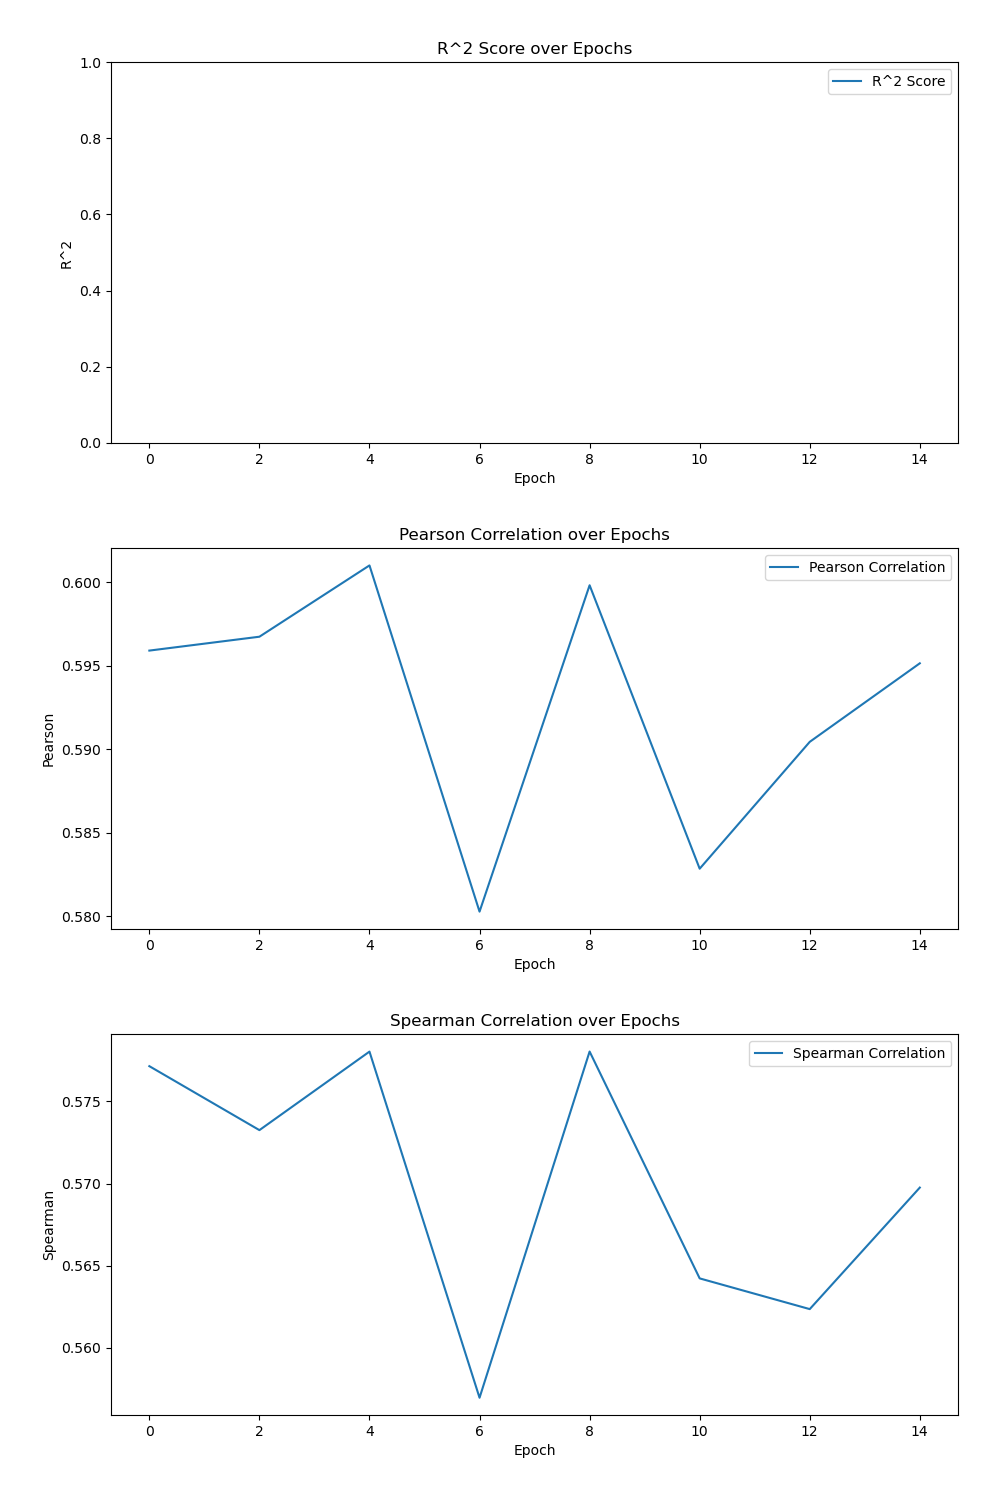 R^2 Score over Epochs
R^2 Score
1.0
0.8
0.6
0.4
0.2
0.0
R^2
0 2 4 6 8 10 12 14
Epoch
Pearson Correlation over Epochs
Pearson Correlation
0.600
0.595
0.590
0.585
0.580
Pearson
0 2 4 6 8 10 12 14
Epoch
Spearman Correlation over Epochs
Spearman Correlation
0.575
0.570
0.565
0.560
Spearman
0 2 4 6 8 10 12 14
Epoch